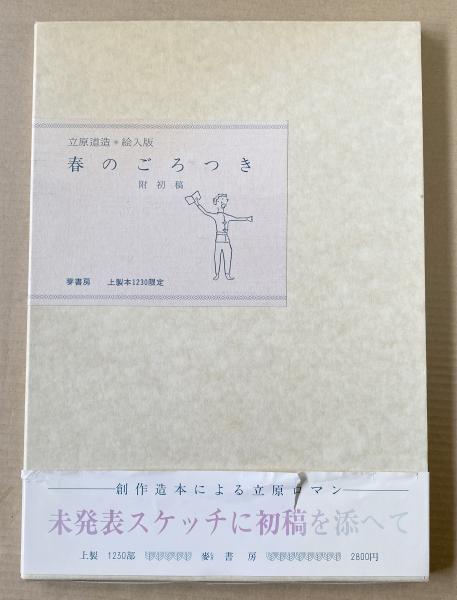 立原道造＊絵入版
春のごろつき
附初稿
麥書房　上製本1230限定
創作造本による立原ロマン
未発表スケッチに初稿を添へて
上製 1230部 麥書房 2800円